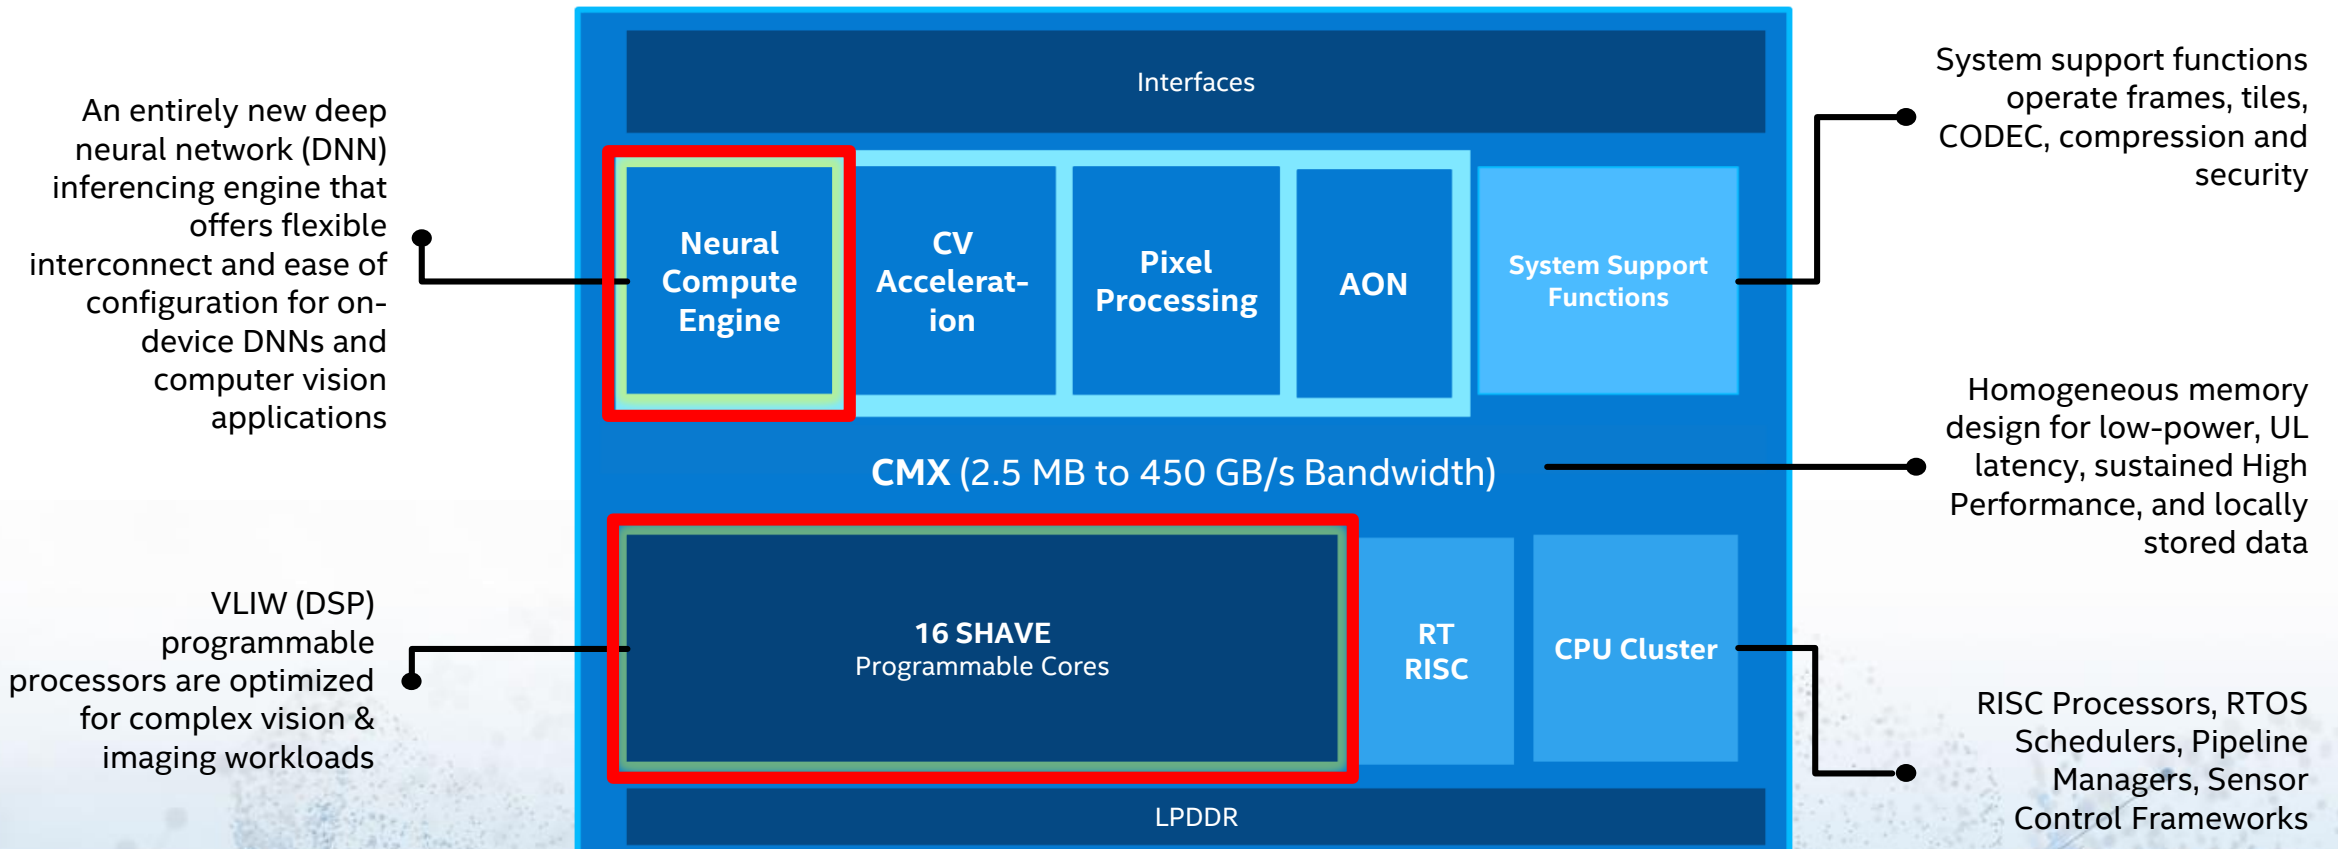 Interfaces
An entirely new deep
neural network (DNN)
inferencing engine that
offers flexible
interconnect and ease of
configuration for on-
device DNNs and
computer vision
applications
Neural
Compute
Engine
CV
Accelerat-
ion
Pixel
Processing
AON
System Support
Functions
System support functions
operate frames, tiles,
CODEC, compression and
security
CMX (2.5 MB to 450 GB/s Bandwidth)
Homogeneous memory
design for low-power, UL
latency, sustained High
Performance, and locally
stored data
VLIW (DSP)
programmable
processors are optimized
for complex vision &
imaging workloads
16 SHAVE
Programmable Cores
RT
RISC
CPU Cluster
RISC Processors, RTOS
Schedulers, Pipeline
Managers, Sensor
Control Frameworks
LPDDR